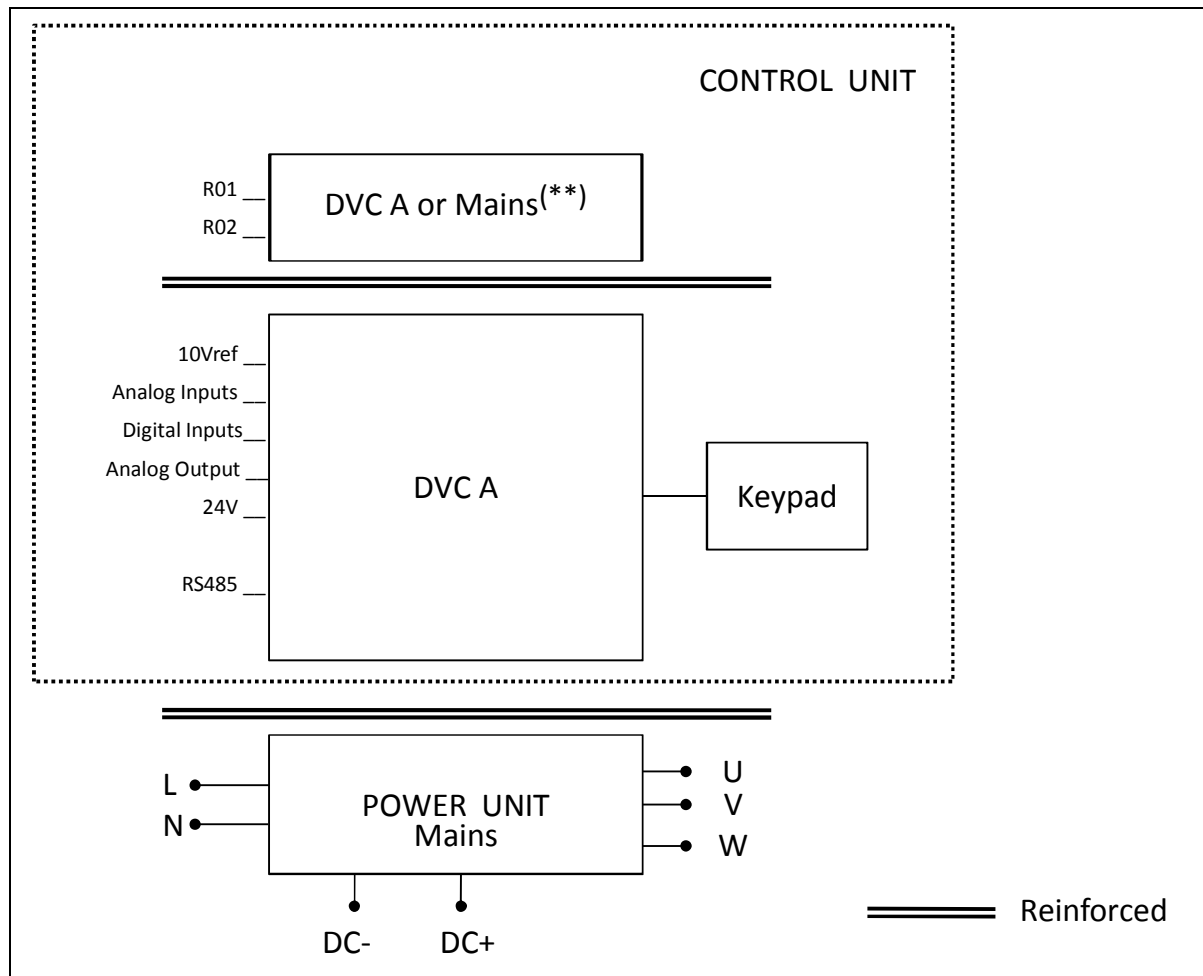 CONTROL UNIT
R01
DVC A or Mains(**)
R02
10Vref
Analog Inputs
Digital Inputs
Analog Output
DVC A
Keypad
24V
RS485
L
N
POWER UNIT
Mains
U
V
W
DC-
DC+
Reinforced